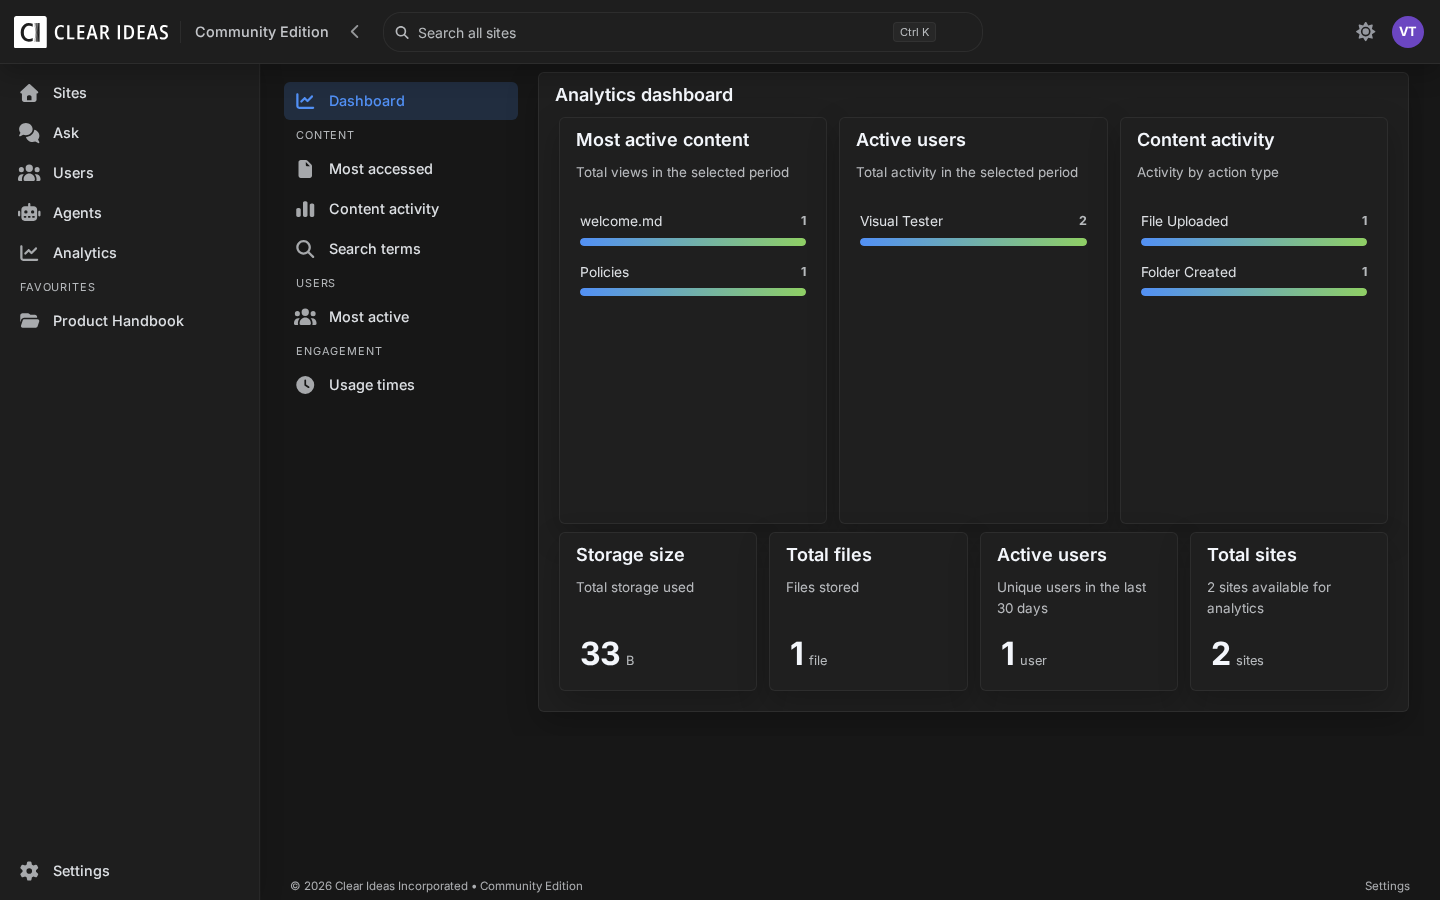 CI CLEAR IDEAS
Community Edition
Search all sites
Ctrl K
VT
Sites
Ask
Users
Agents
Analytics
FAVOURITES
Product Handbook
Settings
Dashboard
CONTENT
Most accessed
Content activity
Search terms
USERS
Most active
ENGAGEMENT
Usage times
Analytics dashboard
Most active content
Total views in the selected period
welcome.md 1
Policies 1
Active users
Total activity in the selected period
Visual Tester 2
Content activity
Activity by action type
File Uploaded 1
Folder Created 1
Storage size
Total storage used
33 B
Total files
Files stored
1 file
Active users
Unique users in the last
30 days
1 user
Total sites
2 sites available for
analytics
2 sites
© 2026 Clear Ideas Incorporated • Community Edition
Settings